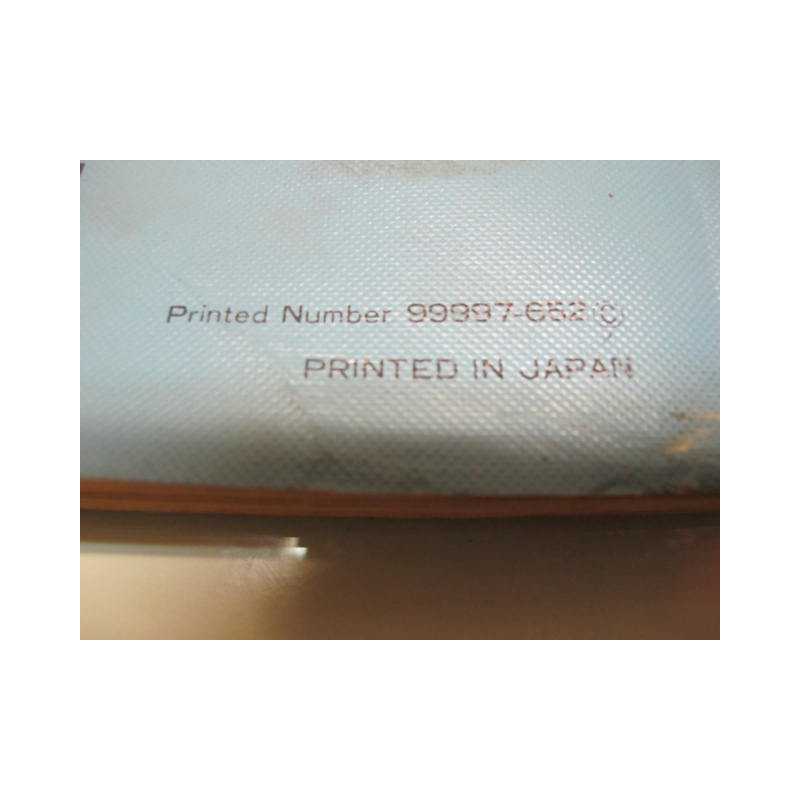 Printed Number 99997-652 ©
PRINTED IN JAPAN